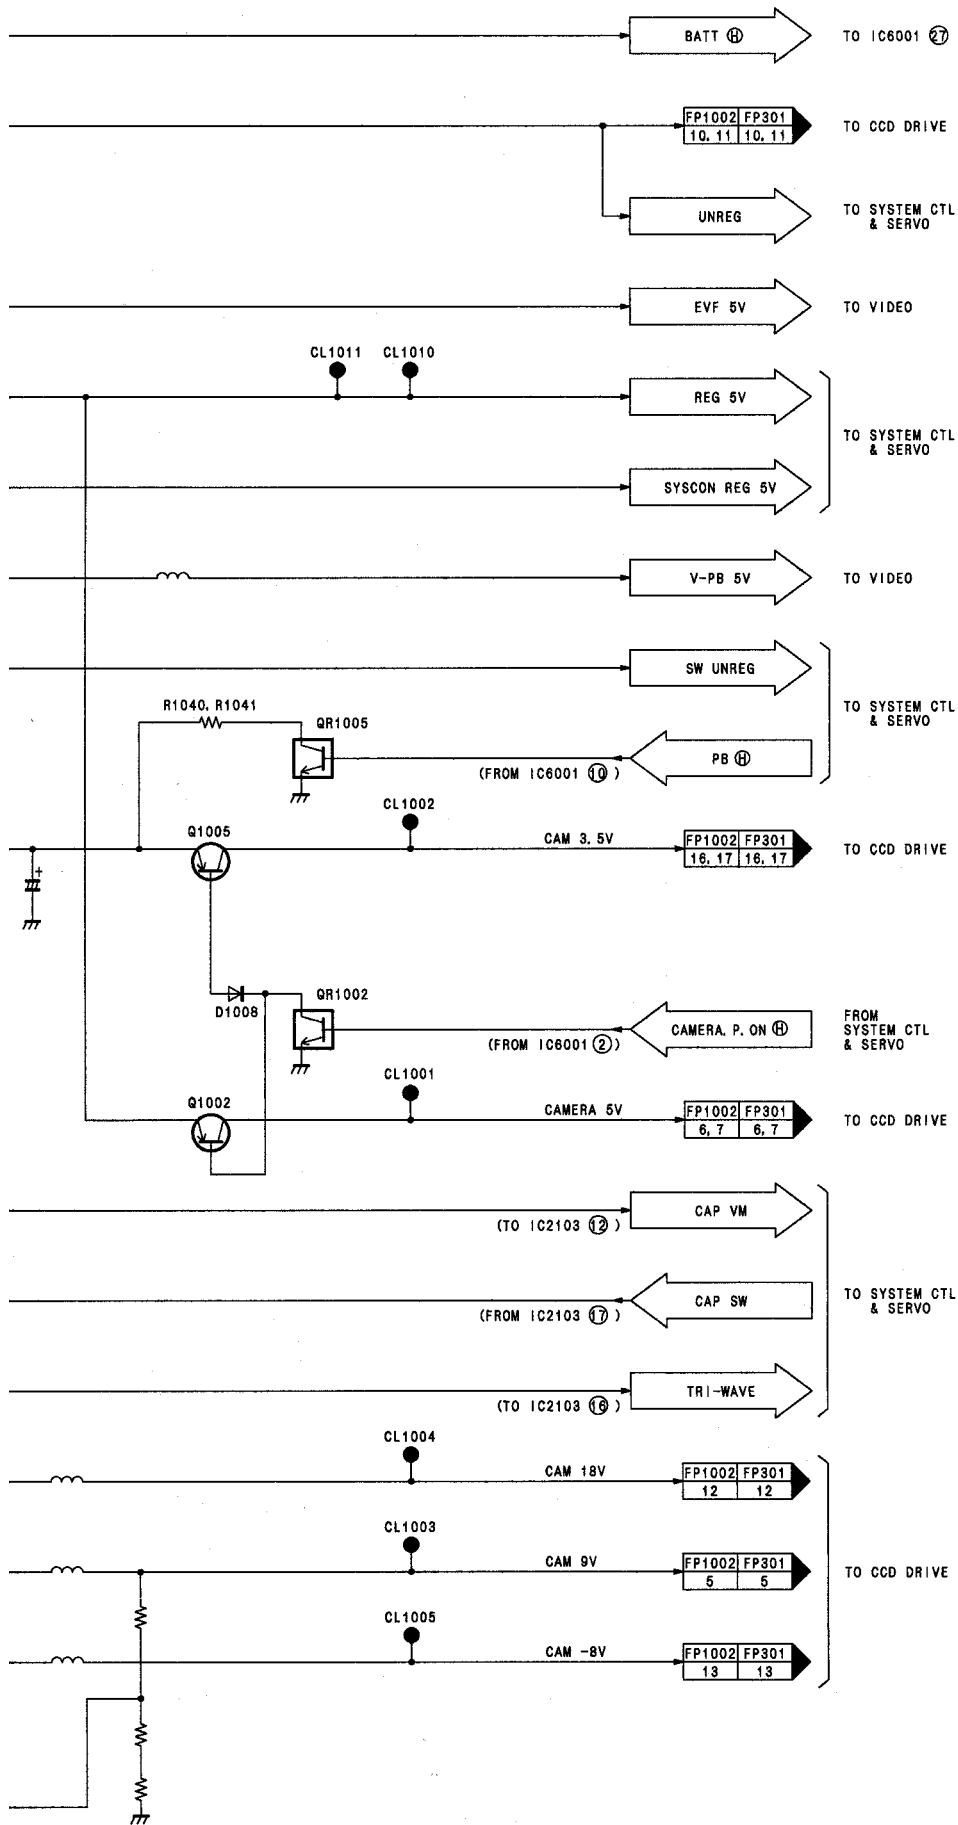 BATT Ⓗ
TO IC6001 ㉗
FP1002 FP301
10, 11 10, 11
TO CCD DRIVE
UNREG
TO SYSTEM CTL
& SERVO
EVF 5V
TO VIDEO
CL1011 CL1010
REG 5V
TO SYSTEM CTL
& SERVO
SYSCON REG 5V
V-PB 5V
TO VIDEO
SW UNREG
R1040, R1041
QR1005
TO SYSTEM CTL
& SERVO
PB Ⓗ
(FROM IC6001 ⑩)
CL1002
Q1005
CAM 3.5V
FP1002 FP301
16, 17 16, 17
TO CCD DRIVE
+
D1008
QR1002
CAMERA. P. ON Ⓗ
(FROM IC6001 ②)
FROM
SYSTEM CTL
& SERVO
CL1001
Q1002
CAMERA 5V
FP1002 FP301
6, 7 6, 7
TO CCD DRIVE
CAP VM
(TO IC2103 ⑫)
CAP SW
(FROM IC2103 ⑰)
TO SYSTEM CTL
& SERVO
TRI-WAVE
(TO IC2103 ⑯)
CL1004
CAM 18V
FP1002 FP301
12 12
CL1003
CAM 9V
FP1002 FP301
5 5
TO CCD DRIVE
CL1005
CAM -8V
FP1002 FP301
13 13